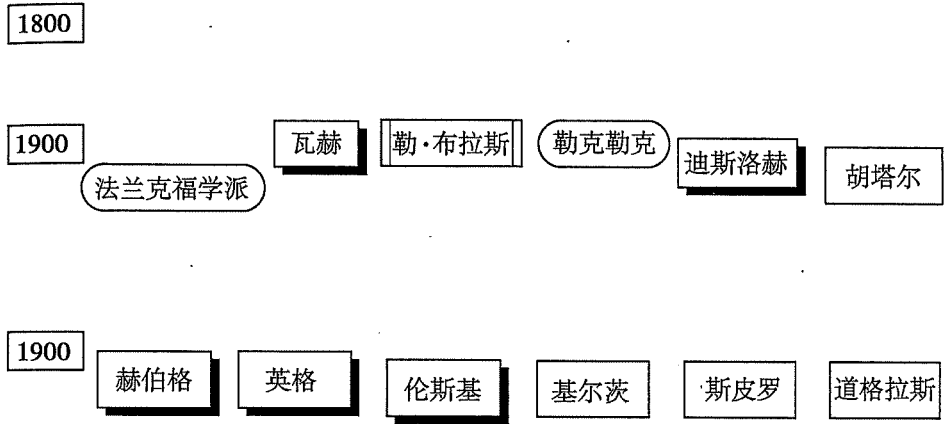 1800
1900
瓦赫
勒·布拉斯
勒克勒克
迪斯洛赫
胡塔尔
法兰克福学派
1900
赫伯格
英格
伦斯基
基尔茨
斯皮罗
道格拉斯